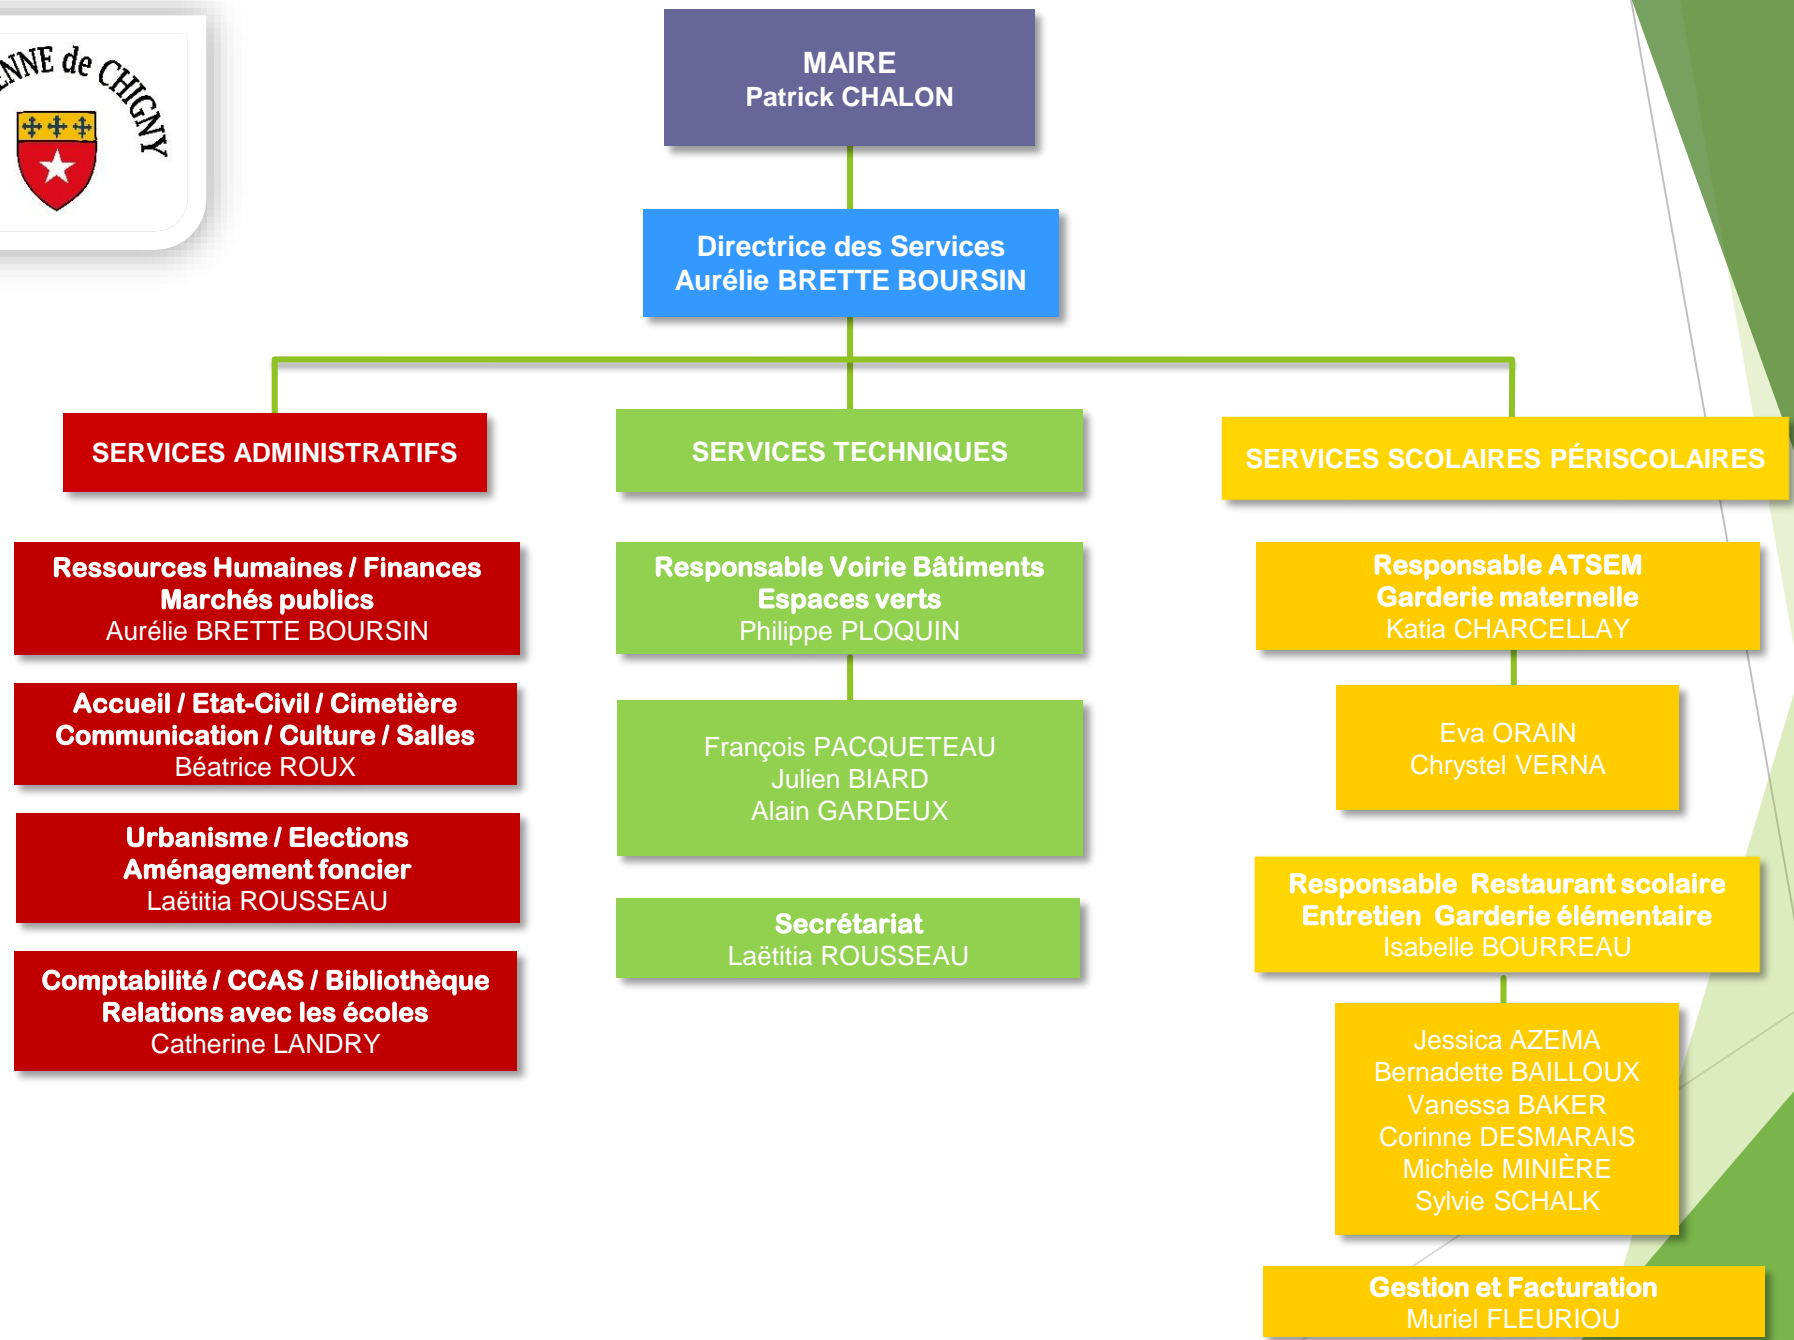 de CHIGNY
MAIRE
Patrick CHALON
Directrice des Services
Aurélie BRETTE BOURSIN
SERVICES ADMINISTRATIFS
Ressources Humaines / Finances
Marchés publics
Aurélie BRETTE BOURSIN
Accueil / Etat-Civil / Cimetière
Communication / Culture / Salles
Béatrice ROUX
Urbanisme / Elections
Aménagement foncier
Laëtitia ROUSSEAU
Comptabilité / CCAS / Bibliothèque
Relations avec les écoles
Catherine LANDRY
SERVICES TECHNIQUES
Responsable Voirie Bâtiments
Espaces verts
Philippe PLOQUIN
François PACQUETEAU
Julien BIARD
Alain GARDEUX
Secrétariat
Laëtitia ROUSSEAU
SERVICES SCOLAIRES PÉRISCOLAIRES
Responsable ATSEM
Garderie maternelle
Katia CHARCELLAY
Eva ORAIN
Chrystel VERNA
Responsable Restaurant scolaire
Entretien Garderie élémentaire
Isabelle BOURREAU
Jessica AZEMA
Bernadette BAILLOUX
Vanessa BAKER
Corinne DESMARAIS
Michèle MINIÈRE
Sylvie SCHALK
Gestion et Facturation
Muriel FLEURIOU